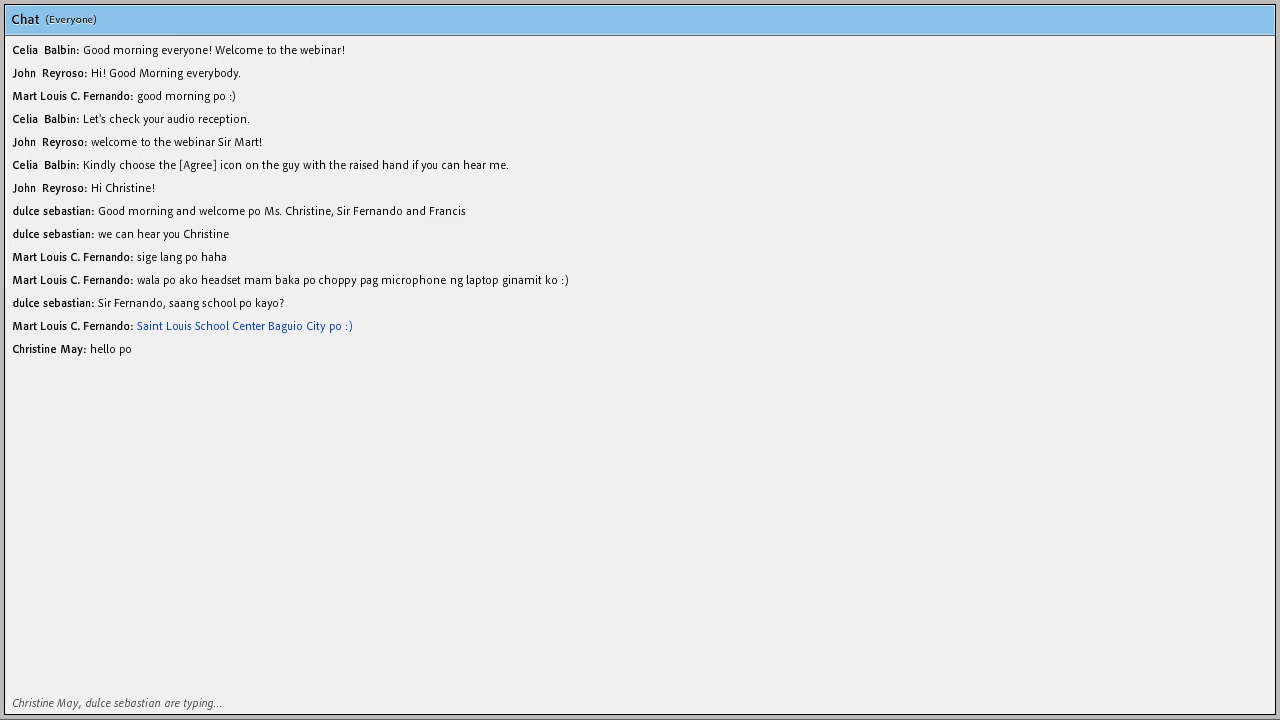 Chat (Everyone)
Celia Balbin: Good morning everyone! Welcome to the webinar!
John Reyroso: Hi! Good Morning everybody.
Mart Louis C. Fernando: good morning po :)
Celia Balbin: Let's check your audio reception.
John Reyroso: welcome to the webinar Sir Mart!
Celia Balbin: Kindly choose the [Agree] icon on the guy with the raised hand if you can hear me.
John Reyroso: Hi Christine!
dulce sebastian: Good morning and welcome po Ms. Christine, Sir Fernando and Francis
dulce sebastian: we can hear you Christine
Mart Louis C. Fernando: sige lang po haha
Mart Louis C. Fernando: wala po ako headset mam baka po choppy pag microphone ng laptop ginamit ko :)
dulce sebastian: Sir Fernando, saang school po kayo?
Mart Louis C. Fernando: Saint Louis School Center Baguio City po :)
Christine May: hello po
Christine May, dulce sebastian are typing...